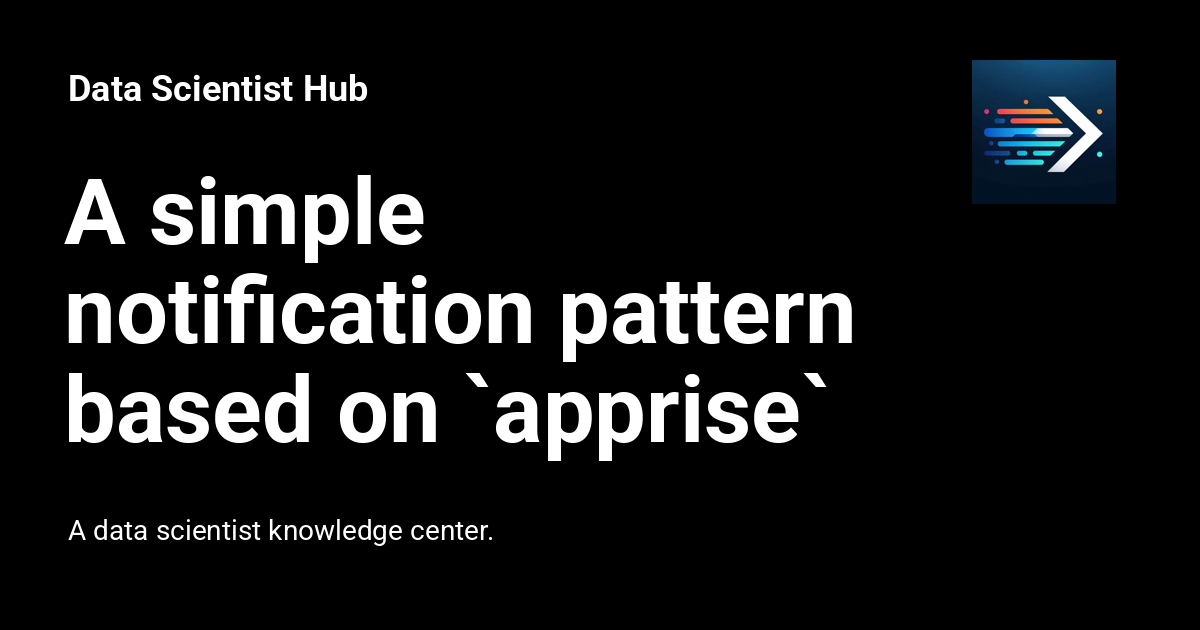 Data Scientist Hub
A simple
notification pattern
based on `apprise`
A data scientist knowledge center.